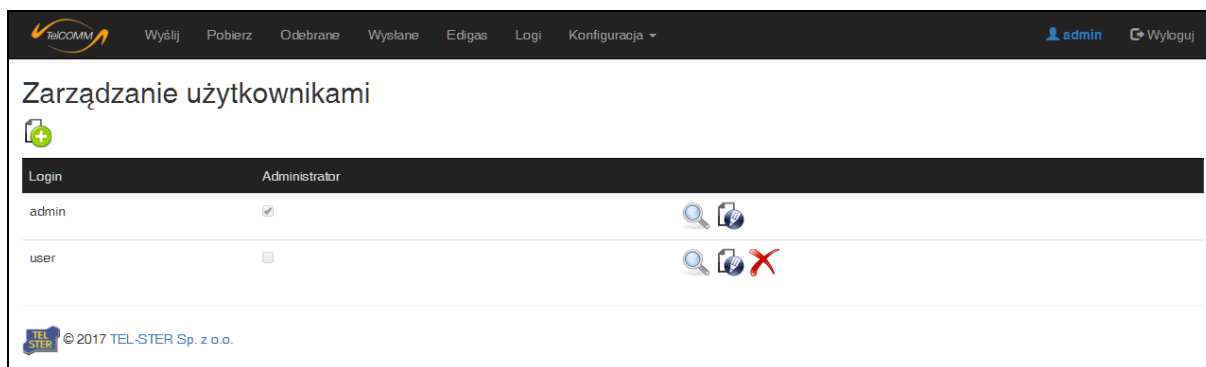 TelCOMM Wyślij Pobierz Odebrane Wysłane Edigas Logi Konfiguracja admin Wyloguj
Zarządzanie użytkownikami
Login Administrator
admin
user
TEL STER © 2017 TEL-STER Sp. z o.o.